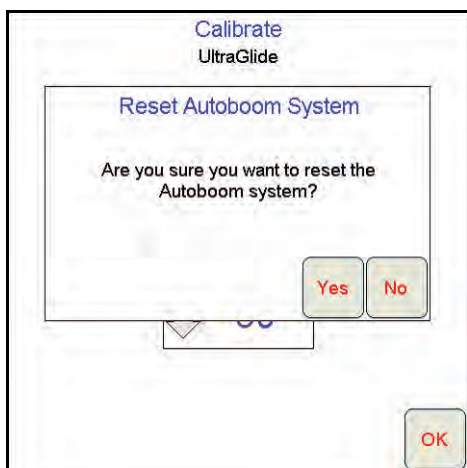 Calibrate
UltraGlide
Reset Autoboom System
Are you sure you want to reset the
Autoboom system?
Yes
No
OK